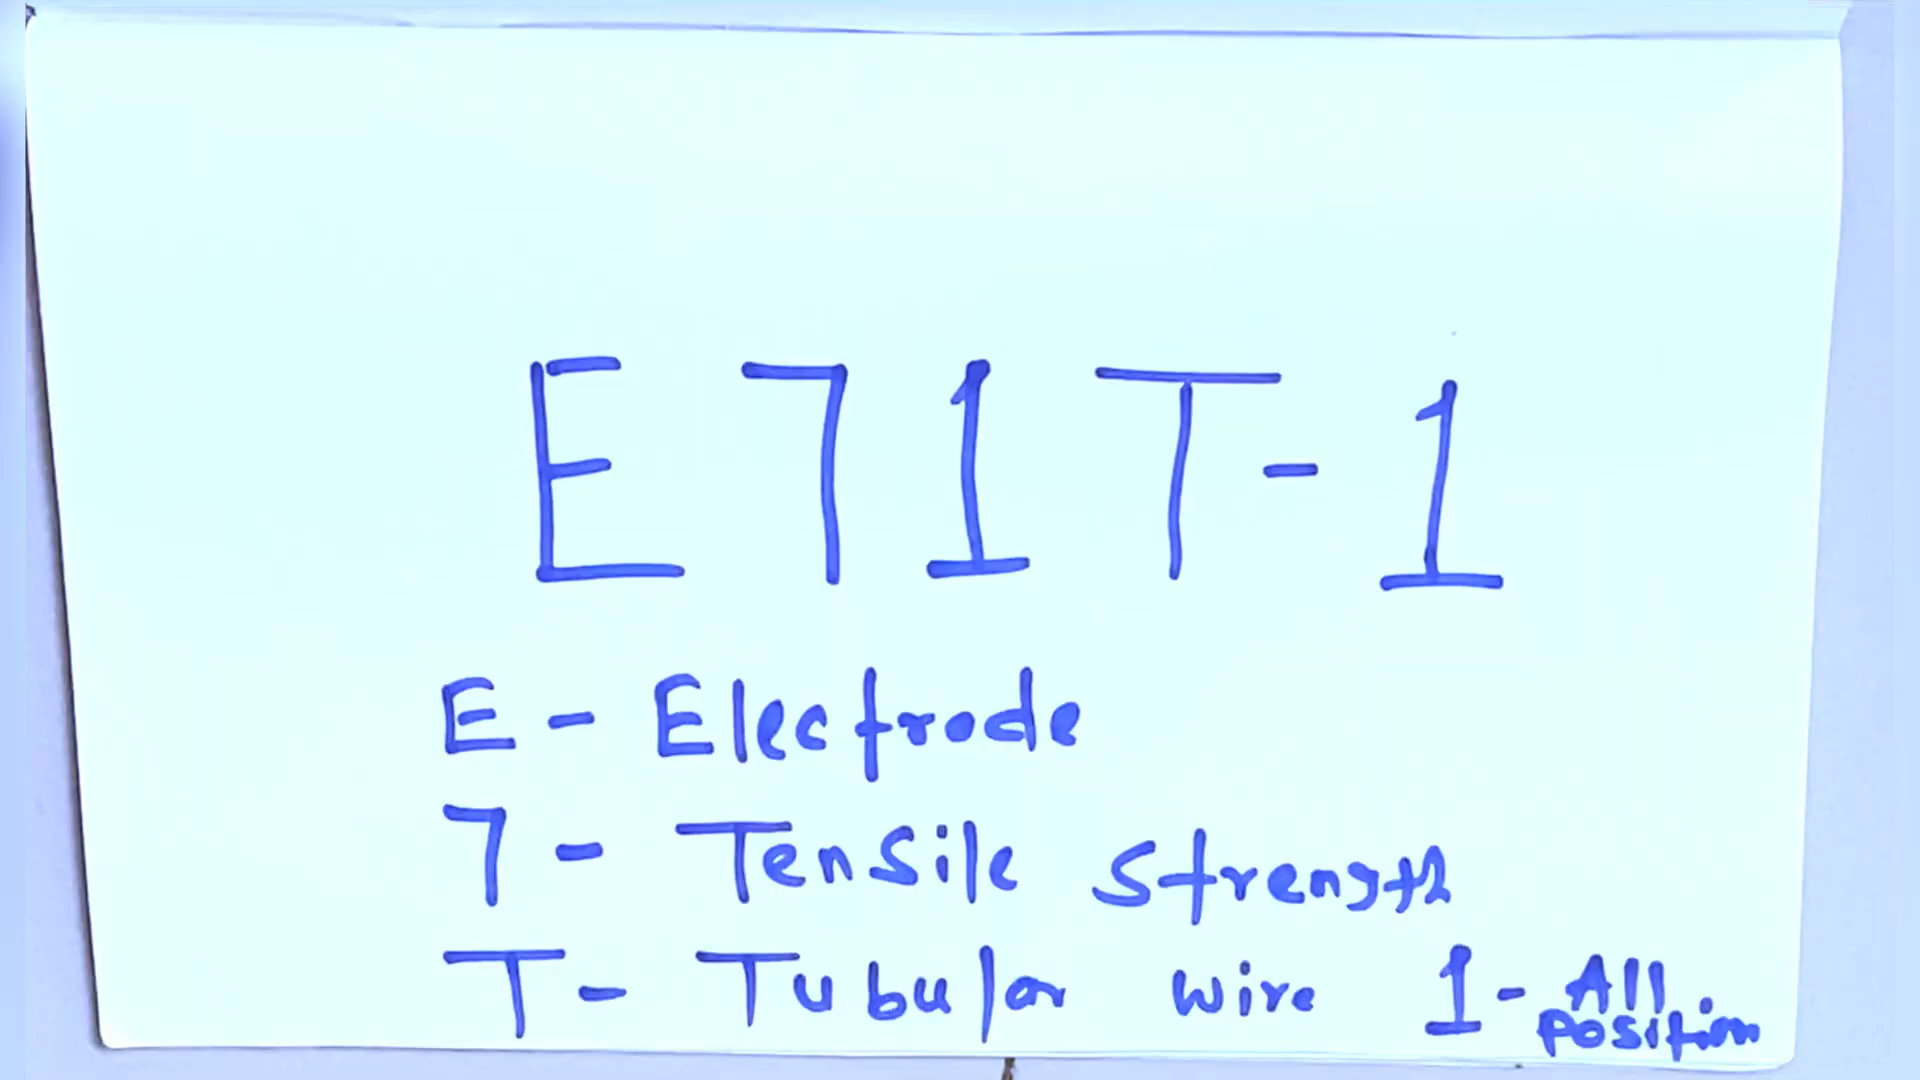 E71T-1
E - Electrode
7 - Tensile Strength
T - Tubular wire 1 - All
position